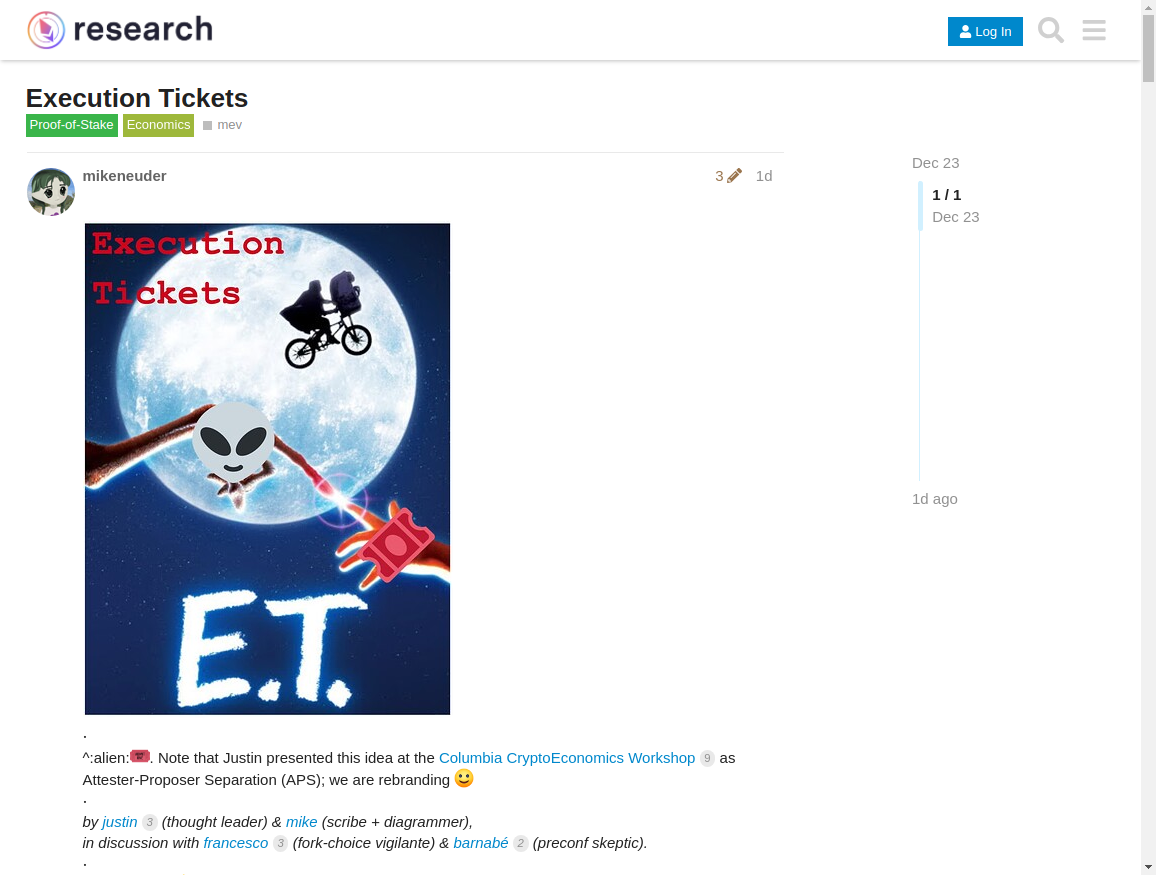 research
Log In
Execution Tickets
Proof-of-Stake Economics mev
mikeneuder 3 1d
Dec 23
1 / 1
Dec 23
1d ago
Execution
Tickets
E.T.
.
^:alien: . Note that Justin presented this idea at the Columbia CryptoEconomics Workshop 9 as
Attester-Proposer Separation (APS); we are rebranding
.
by justin 3 (thought leader) & mike (scribe + diagrammer),
in discussion with francesco 3 (fork-choice vigilante) & barnabé 2 (preconf skeptic).
.